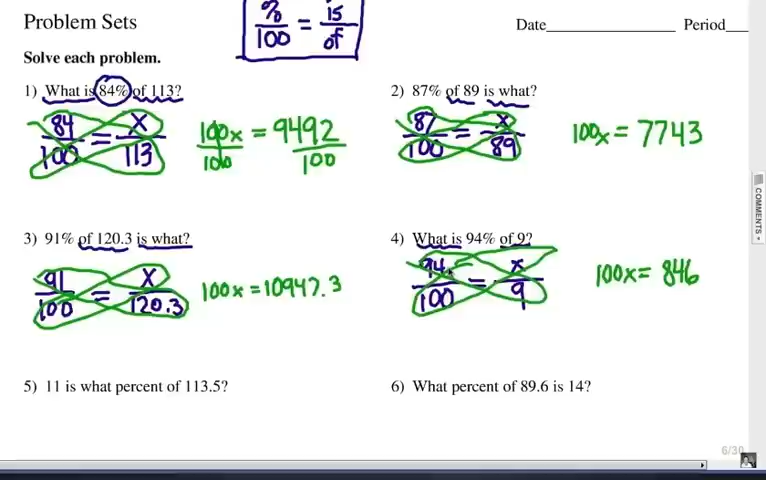 Problem Sets
% / 100 = is / of
Date Period
Solve each problem.
1) What is 84% of 113?
84 / 100 = x / 113
100x / 100 = 9492 / 100
2) 87% of 89 is what?
87 / 100 = x / 89
100x = 7743
3) 91% of 120.3 is what?
91 / 100 = x / 120.3
100x = 10947.3
4) What is 94% of 9?
94 / 100 = x / 9
100x = 846
5) 11 is what percent of 113.5?
6) What percent of 89.6 is 14?
COMMENTS
6/30